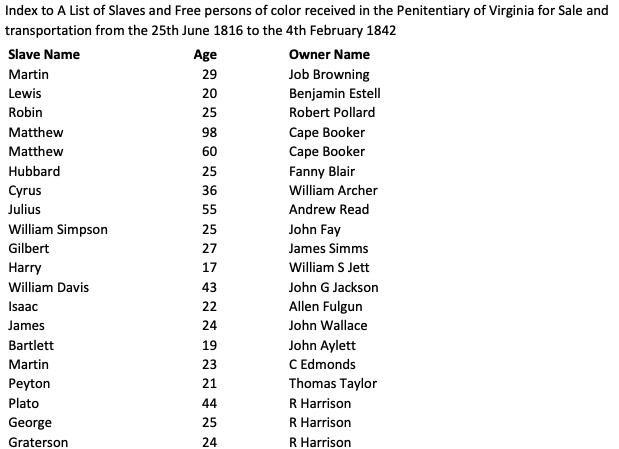 Index to A List of Slaves and Free persons of color received in the Penitentiary of Virginia for Sale and
transportation from the 25th June 1816 to the 4th February 1842
Slave Name Age Owner Name
Martin 29 Job Browning
Lewis 20 Benjamin Estell
Robin 25 Robert Pollard
Matthew 98 Cape Booker
Matthew 60 Cape Booker
Hubbard 25 Fanny Blair
Cyrus 36 William Archer
Julius 55 Andrew Read
William Simpson 25 John Fay
Gilbert 27 James Simms
Harry 17 William S Jett
William Davis 43 John G Jackson
Isaac 22 Allen Fulgun
James 24 John Wallace
Bartlett 19 John Aylett
Martin 23 C Edmonds
Peyton 21 Thomas Taylor
Plato 44 R Harrison
George 25 R Harrison
Graterson 24 R Harrison